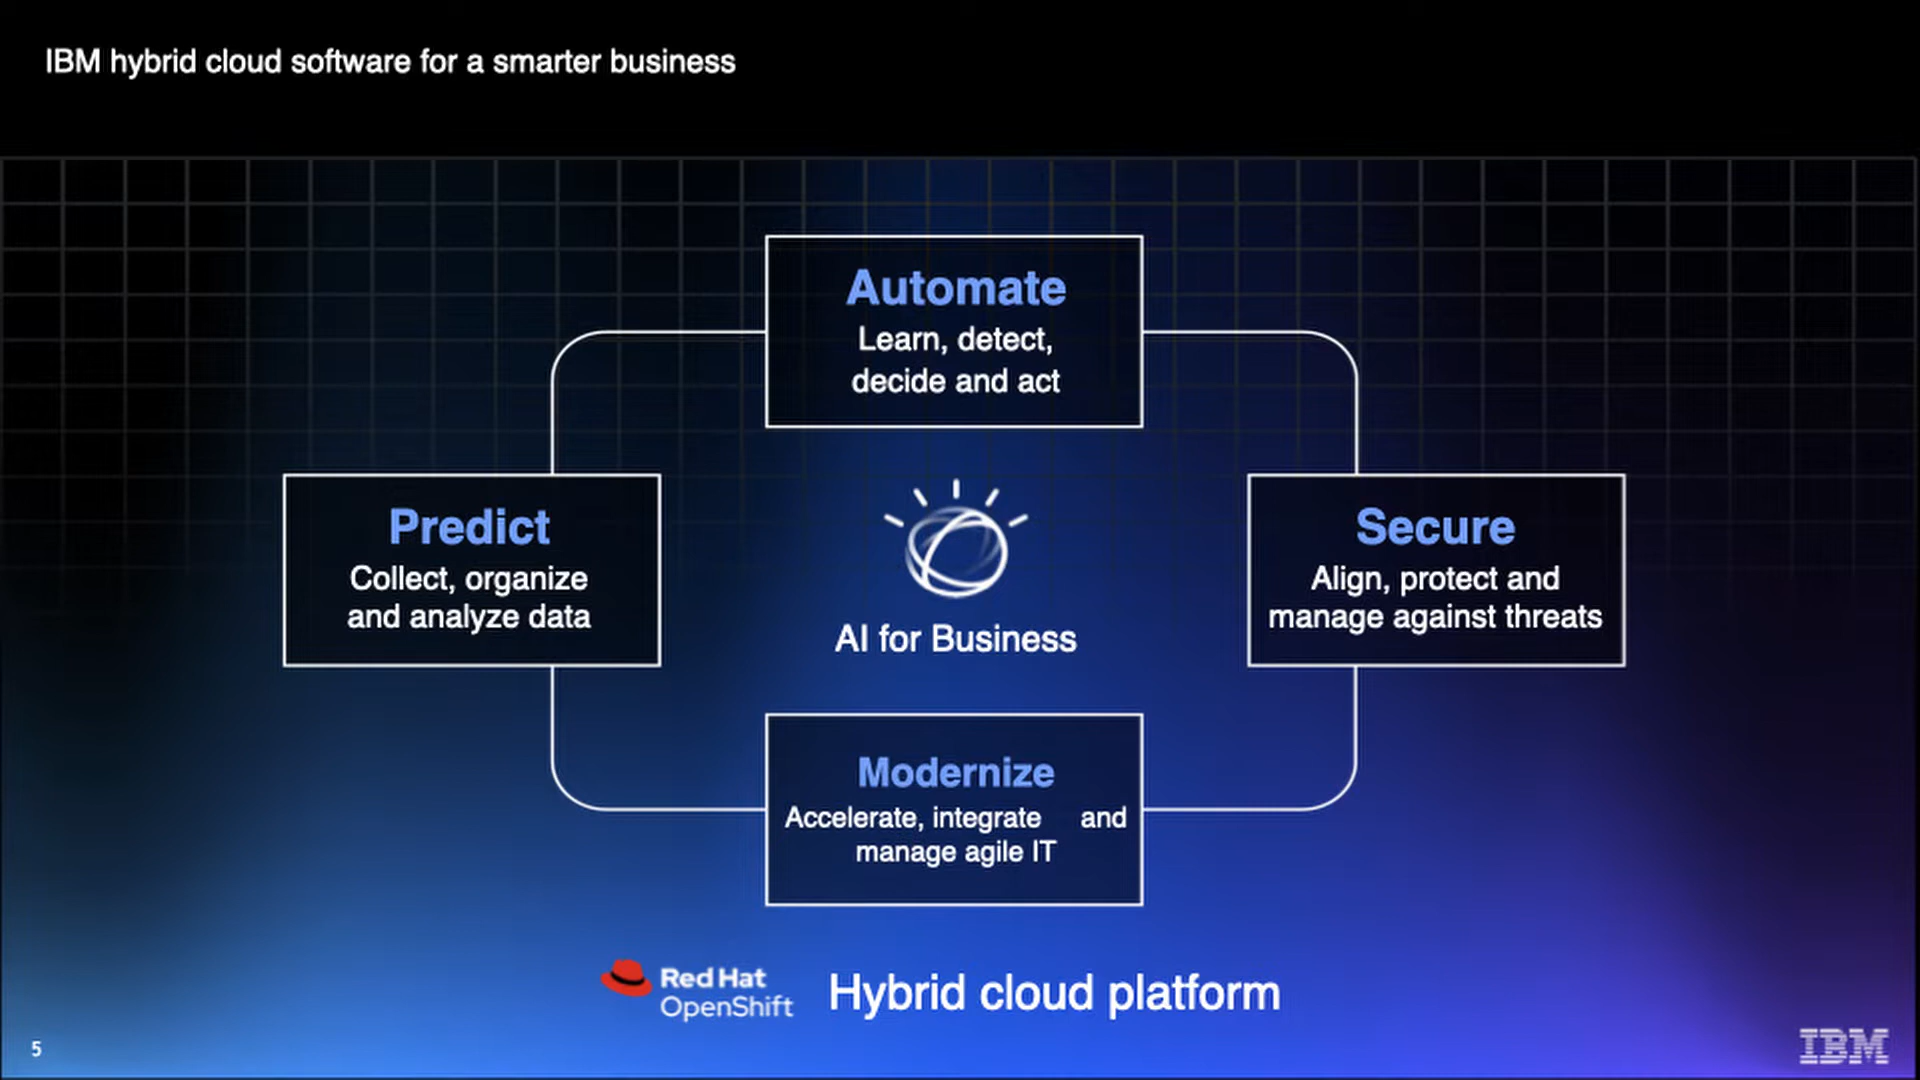 IBM hybrid cloud software for a smarter business
Automate
Learn, detect,
decide and act
Predict
Collect, organize
and analyze data
AI for Business
Secure
Align, protect and
manage against threats
Modernize
Accelerate, integrate and
manage agile IT
Red Hat
OpenShift
Hybrid cloud platform
5
IBM